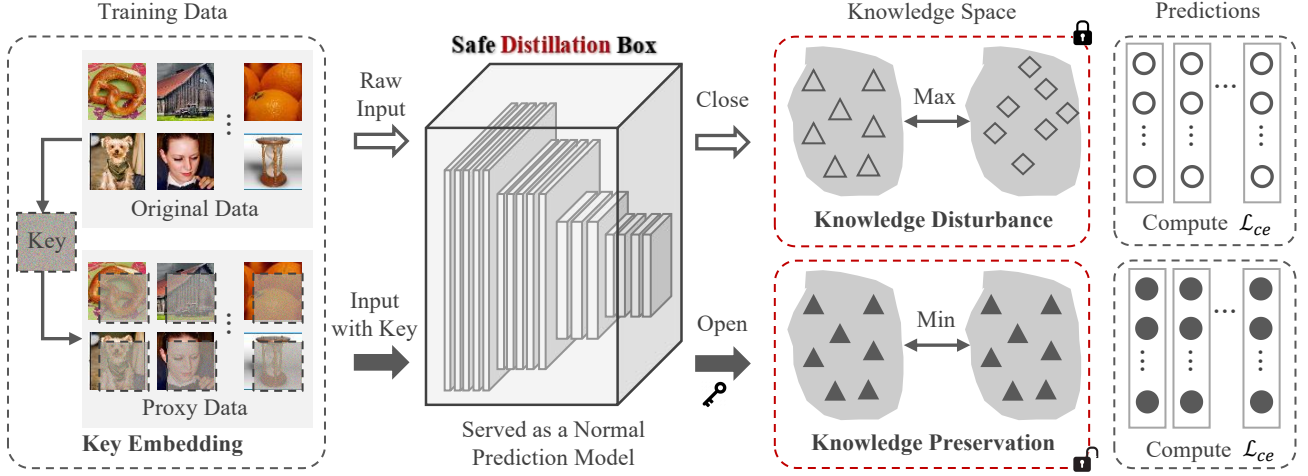 Training Data
Original Data
Key
Proxy Data
Key Embedding
Raw
Input
Input
with Key
Safe Distillation Box
Served as a Normal
Prediction Model
Close
Open
Knowledge Space
Max
Knowledge Disturbance
Min
Knowledge Preservation
Predictions
...
Compute ℒce
...
Compute ℒce